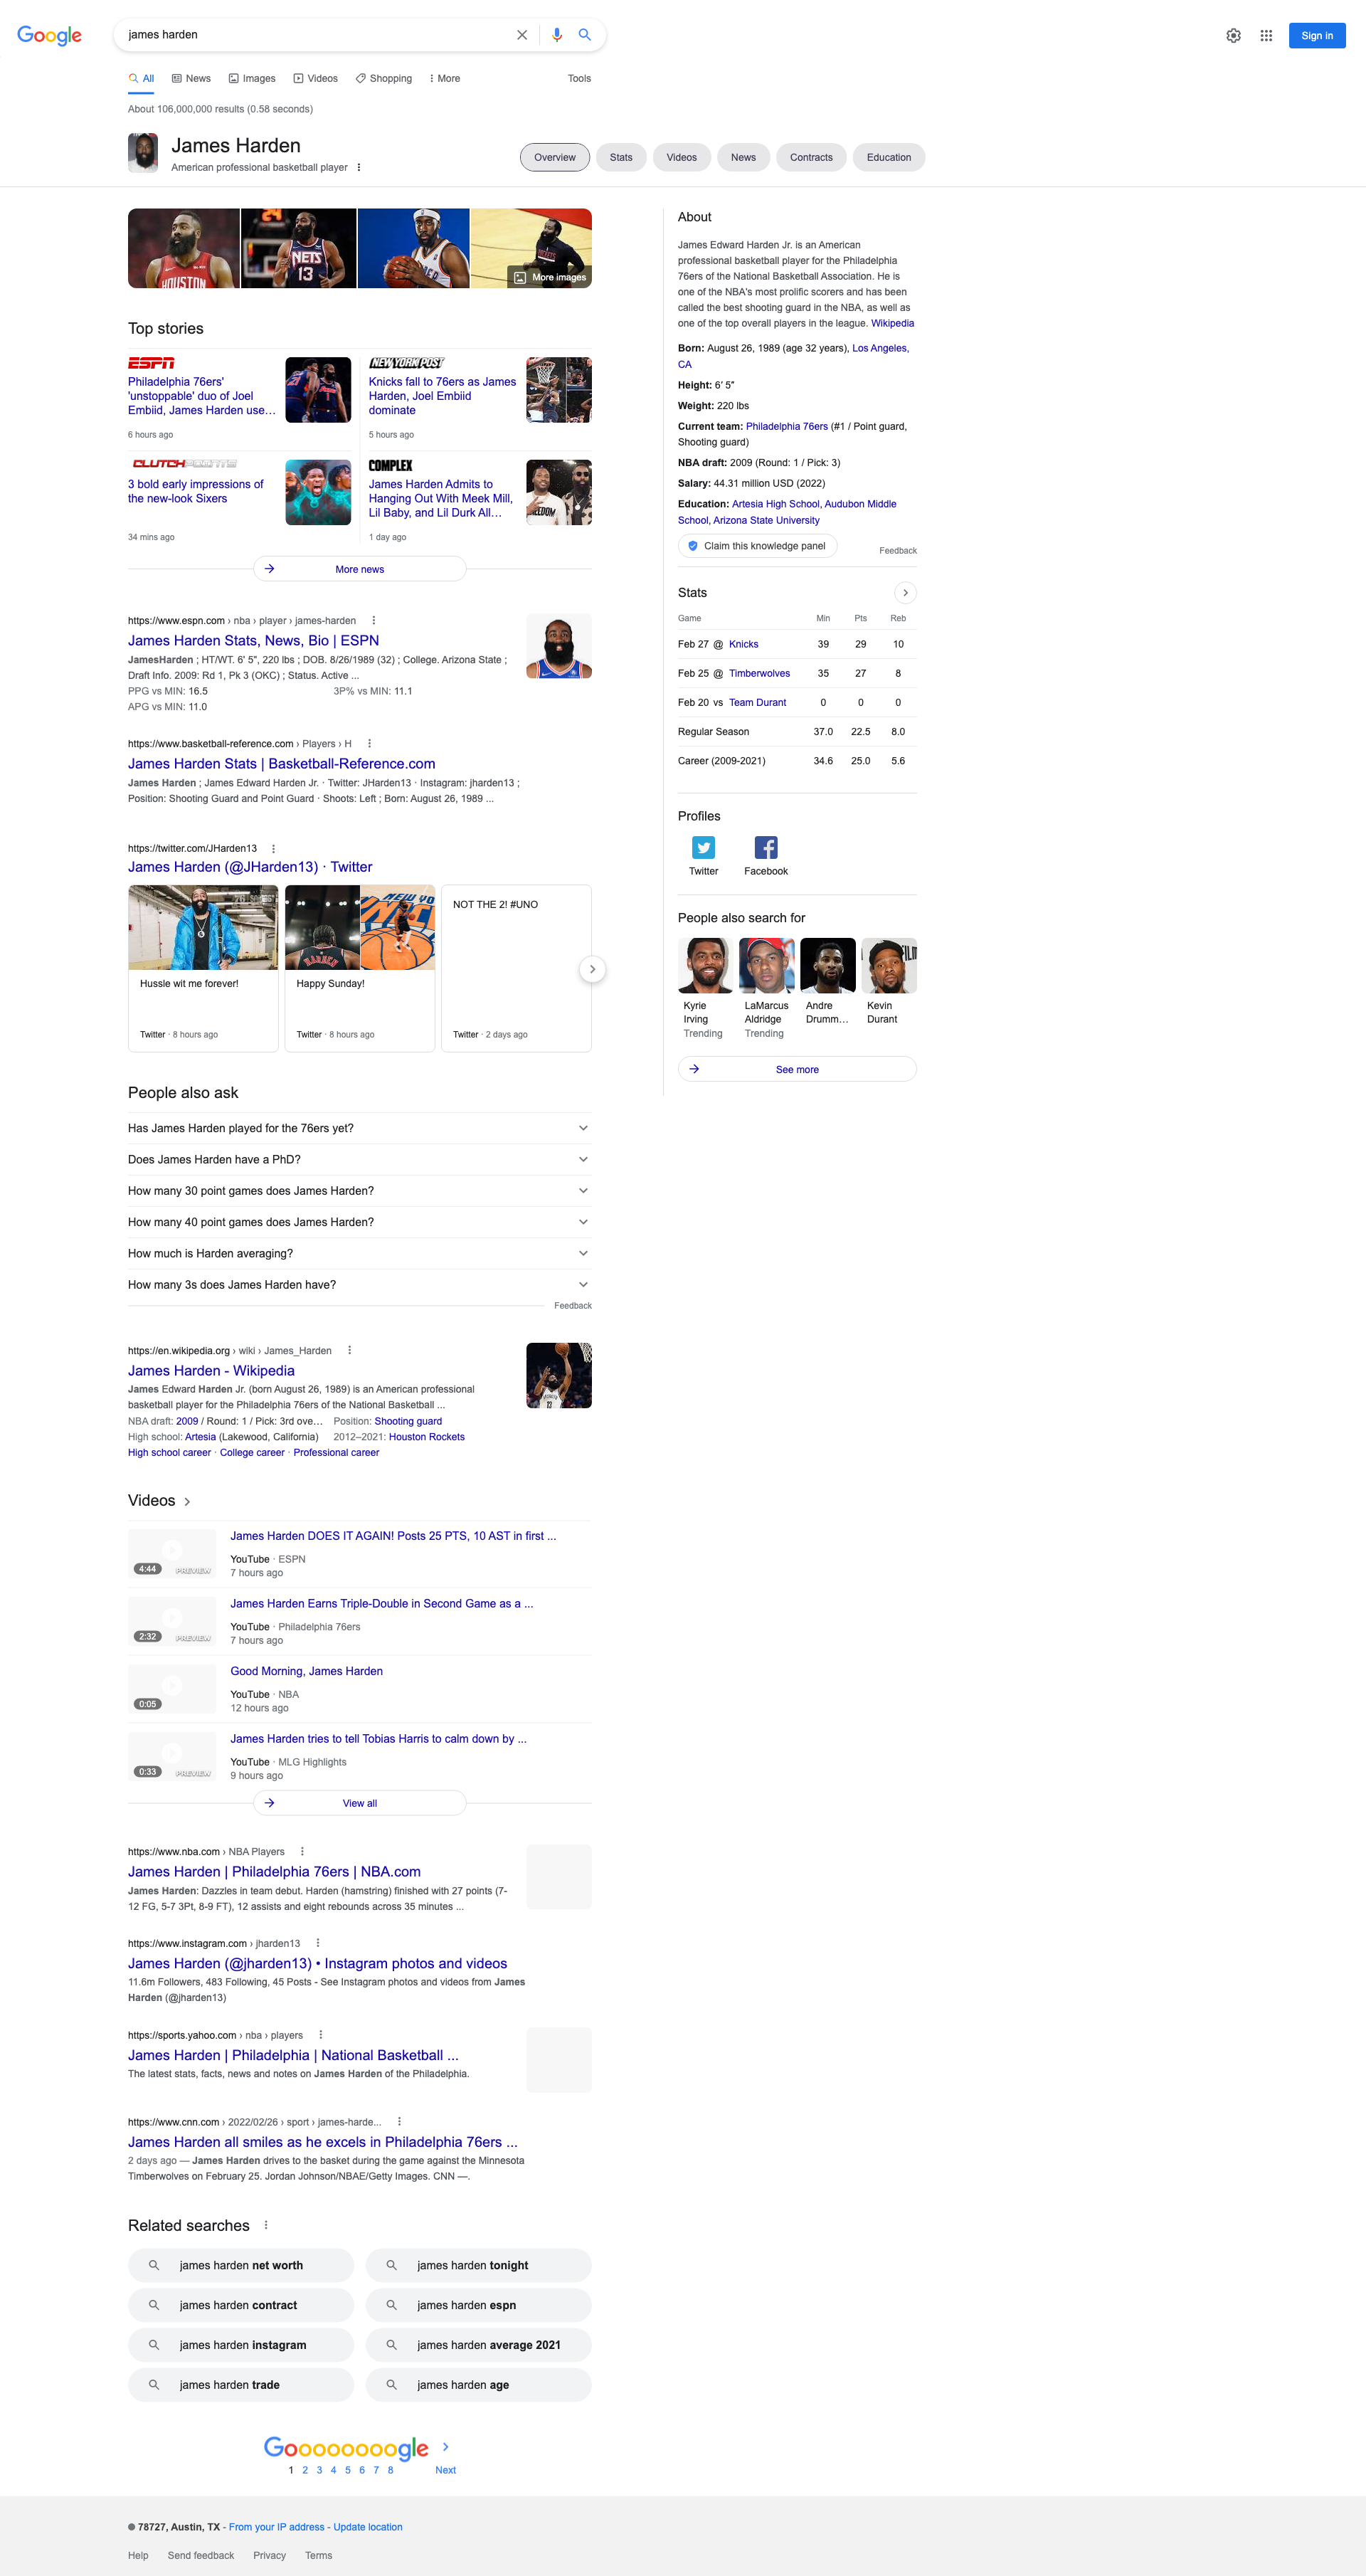 Google
james harden
Sign in
All
News
Images
Videos
Shopping
More
Tools
About 106,000,000 results (0.58 seconds)
James Harden
American professional basketball player
Overview
Stats
Videos
News
Contracts
Education
HOUSTON
NETS
13
More images
Top stories
ESPN
Philadelphia 76ers'
'unstoppable' duo of Joel
Embiid, James Harden use…
6 hours ago
NEW YORK POST
Knicks fall to 76ers as James
Harden, Joel Embiid
dominate
5 hours ago
CLUTCHPOINTS
3 bold early impressions of
the new-look Sixers
34 mins ago
COMPLEX
James Harden Admits to
Hanging Out With Meek Mill,
Lil Baby, and Lil Durk All…
1 day ago
More news
https://www.espn.com › nba › player › james-harden
James Harden Stats, News, Bio | ESPN
JamesHarden ; HT/WT. 6' 5", 220 lbs ; DOB. 8/26/1989 (32) ; College. Arizona State ;
Draft Info. 2009: Rd 1, Pk 3 (OKC) ; Status. Active ...
PPG vs MIN: 16.5
3P% vs MIN: 11.1
APG vs MIN: 11.0
https://www.basketball-reference.com › Players › H
James Harden Stats | Basketball-Reference.com
James Harden ; James Edward Harden Jr. · Twitter: JHarden13 · Instagram: jharden13 ;
Position: Shooting Guard and Point Guard · Shoots: Left ; Born: August 26, 1989 ...
https://twitter.com/JHarden13
James Harden (@JHarden13) · Twitter
Hussle wit me forever!
Twitter · 8 hours ago
Happy Sunday!
Twitter · 8 hours ago
NOT THE 2! #UNO
Twitter · 2 days ago
People also ask
Has James Harden played for the 76ers yet?
Does James Harden have a PhD?
How many 30 point games does James Harden?
How many 40 point games does James Harden?
How much is Harden averaging?
How many 3s does James Harden have?
Feedback
https://en.wikipedia.org › wiki › James_Harden
James Harden - Wikipedia
James Edward Harden Jr. (born August 26, 1989) is an American professional
basketball player for the Philadelphia 76ers of the National Basketball ...
NBA draft: 2009 / Round: 1 / Pick: 3rd ove…
Position: Shooting guard
High school: Artesia (Lakewood, California)
2012–2021: Houston Rockets
High school career · College career · Professional career
Videos
James Harden DOES IT AGAIN! Posts 25 PTS, 10 AST in first ...
4:44
PREVIEW
YouTube · ESPN
7 hours ago
James Harden Earns Triple-Double in Second Game as a ...
2:32
PREVIEW
YouTube · Philadelphia 76ers
7 hours ago
Good Morning, James Harden
0:05
YouTube · NBA
12 hours ago
James Harden tries to tell Tobias Harris to calm down by ...
0:33
PREVIEW
YouTube · MLG Highlights
9 hours ago
View all
https://www.nba.com › NBA Players
James Harden | Philadelphia 76ers | NBA.com
James Harden: Dazzles in team debut. Harden (hamstring) finished with 27 points (7-
12 FG, 5-7 3Pt, 8-9 FT), 12 assists and eight rebounds across 35 minutes ...
https://www.instagram.com › jharden13
James Harden (@jharden13) • Instagram photos and videos
11.6m Followers, 483 Following, 45 Posts - See Instagram photos and videos from James
Harden (@jharden13)
https://sports.yahoo.com › nba › players
James Harden | Philadelphia | National Basketball ...
The latest stats, facts, news and notes on James Harden of the Philadelphia.
https://www.cnn.com › 2022/02/26 › sport › james-harde...
James Harden all smiles as he excels in Philadelphia 76ers ...
2 days ago — James Harden drives to the basket during the game against the Minnesota
Timberwolves on February 25. Jordan Johnson/NBAE/Getty Images. CNN —.
Related searches
james harden net worth
james harden tonight
james harden contract
james harden espn
james harden instagram
james harden average 2021
james harden trade
james harden age
Goooooooogle
1 2 3 4 5 6 7 8
Next
About
James Edward Harden Jr. is an American
professional basketball player for the Philadelphia
76ers of the National Basketball Association. He is
one of the NBA's most prolific scorers and has been
called the best shooting guard in the NBA, as well as
one of the top overall players in the league. Wikipedia
Born: August 26, 1989 (age 32 years), Los Angeles,
CA
Height: 6′ 5″
Weight: 220 lbs
Current team: Philadelphia 76ers (#1 / Point guard,
Shooting guard)
NBA draft: 2009 (Round: 1 / Pick: 3)
Salary: 44.31 million USD (2022)
Education: Artesia High School, Audubon Middle
School, Arizona State University
Claim this knowledge panel
Feedback
Stats
Game Min Pts Reb
Feb 27 @ Knicks 39 29 10
Feb 25 @ Timberwolves 35 27 8
Feb 20 vs Team Durant 0 0 0
Regular Season 37.0 22.5 8.0
Career (2009-2021) 34.6 25.0 5.6
Profiles
Twitter
Facebook
People also search for
Kyrie
Irving
Trending
LaMarcus
Aldridge
Trending
Andre
Drumm…
Kevin
Durant
See more
78727, Austin, TX - From your IP address - Update location
Help
Send feedback
Privacy
Terms